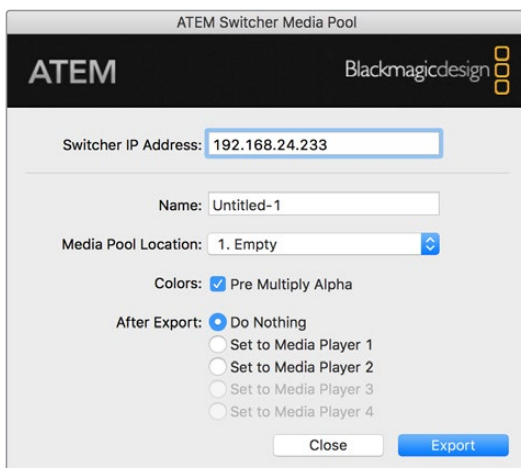 ATEM Switcher Media Pool
ATEM
Blackmagicdesign
Switcher IP Address: 192.168.24.233
Name: Untitled-1
Media Pool Location: 1. Empty
Colors: Pre Multiply Alpha
After Export: Do Nothing
Set to Media Player 1
Set to Media Player 2
Set to Media Player 3
Set to Media Player 4
Close Export